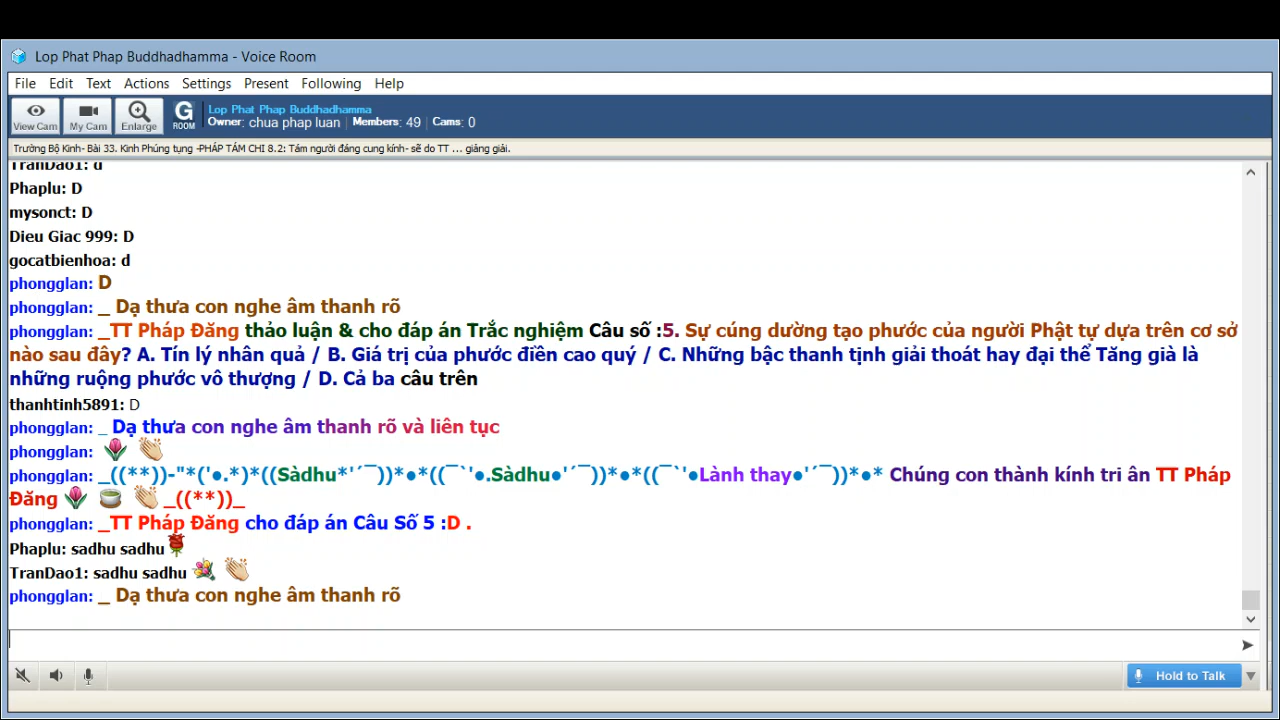 Lop Phat Phap Buddhadhamma - Voice Room
File Edit Text Actions Settings Present Following Help
View Cam My Cam Enlarge G ROOM Lop Phat Phap Buddhadhamma
Owner: chua phap luan | Members: 49 | Cams: 0
Trường Bộ Kinh- Bài 33. Kinh Phúng tụng -PHÁP TÁM CHI 8.2: Tám người đáng cung kính- sẽ do TT ... giảng giải.
TranDao1: d
Phaplu: D
mysonct: D
Dieu Giac 999: D
gocatbienhoa: d
phongglan: D
phongglan: _ Dạ thưa con nghe âm thanh rõ
phongglan: _TT Pháp Đăng thảo luận & cho đáp án Trắc nghiệm Câu số :5. Sự cúng dường tạo phước của người Phật tự dựa trên cơ sở
nào sau đây? A. Tín lý nhân quả / B. Giá trị của phước điền cao quý / C. Những bậc thanh tịnh giải thoát hay đại thể Tăng già là
những ruộng phước vô thượng / D. Cả ba câu trên
thanhtinh5891: D
phongglan: _ Dạ thưa con nghe âm thanh rõ và liên tục
phongglan:
phongglan: _((**))-"*('●.*)*((Sàdhu*'´¯))*●*((¯`'●.Sàdhu●'´¯))*●*((¯`'●Lành thay●'´¯))*●* Chúng con thành kính tri ân TT Pháp
Đăng _((**))_
phongglan: _TT Pháp Đăng cho đáp án Câu Số 5 :D .
Phaplu: sadhu sadhu
TranDao1: sadhu sadhu
phongglan: _ Dạ thưa con nghe âm thanh rõ
Hold to Talk